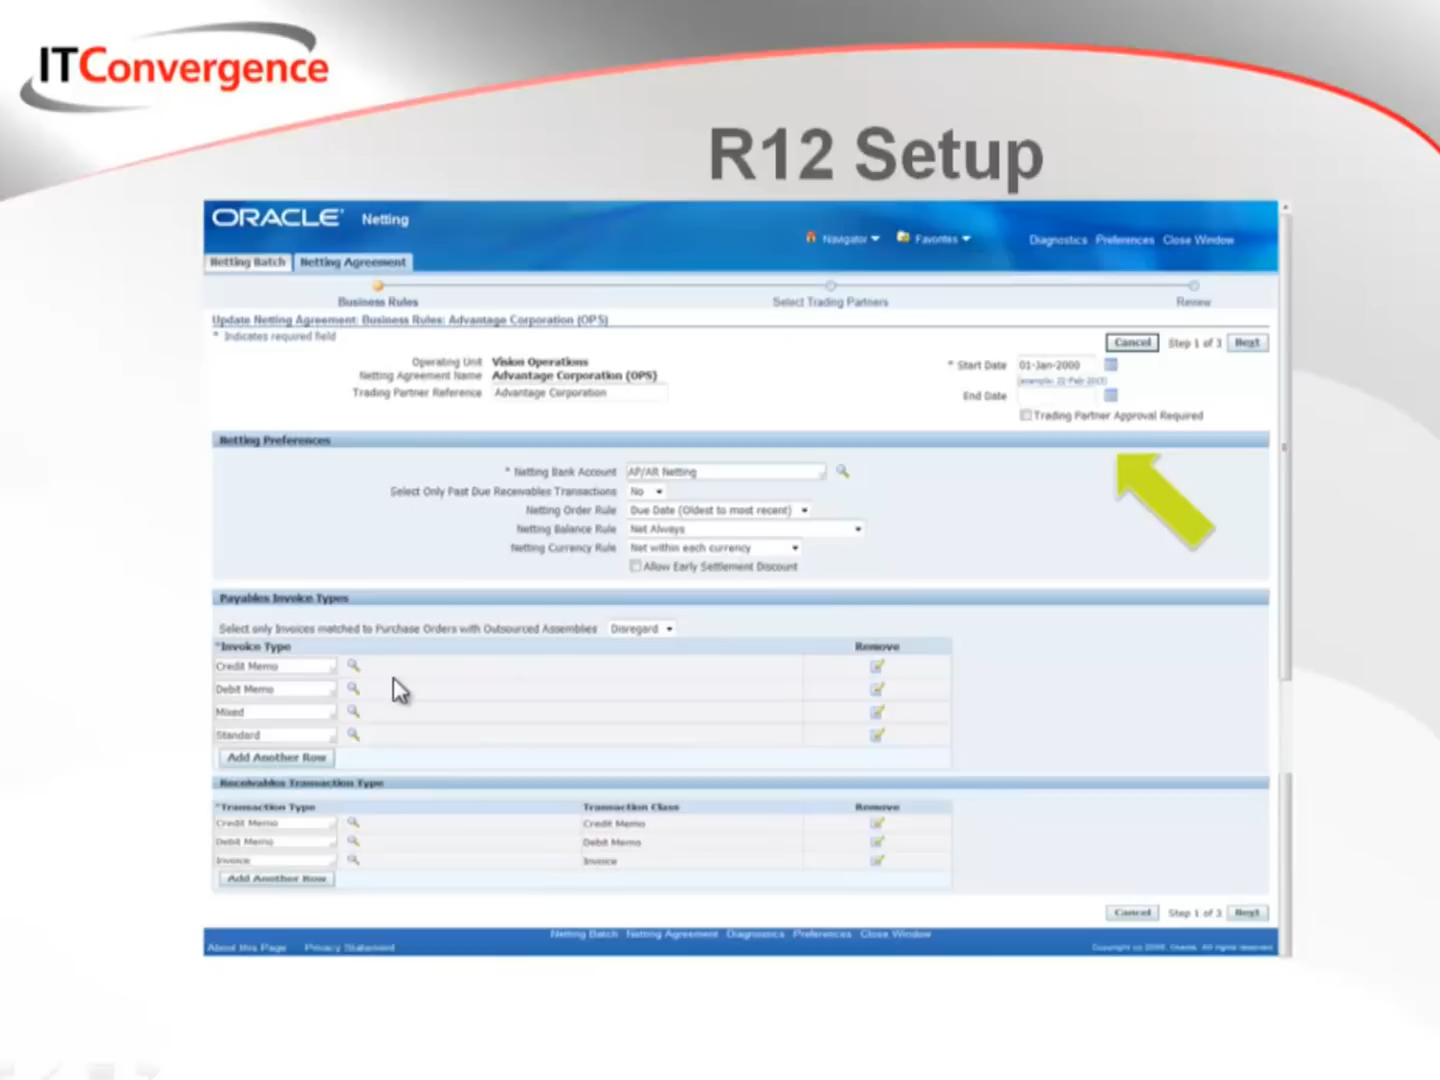 ITConvergence
R12 Setup
ORACLE Netting
Navigator Favorites Diagnostics Preferences Close Window
Netting Batch Netting Agreement
Business Rules Select Trading Partners Review
Update Netting Agreement: Business Rules: Advantage Corporation (OPS)
* Indicates required field
Cancel Step 1 of 3 Next
Operating Unit Vision Operations
Netting Agreement Name Advantage Corporation (OPS)
Trading Partner Reference Advantage Corporation
* Start Date 01-Jan-2000
End Date
Trading Partner Approval Required
Netting Preferences
* Netting Bank Account AP/AR Netting
Select Only Past Due Receivables Transactions No
Netting Order Rule Due Date (Oldest to most recent)
Netting Balance Rule Net Always
Netting Currency Rule Net within each currency
Allow Early Settlement Discount
Payables Invoice Types
Select only Invoices matched to Purchase Orders with Outsourced Assemblies Disregard
*Invoice Type Remove
Credit Memo
Debit Memo
Mixed
Standard
Add Another Row
Receivables Transaction Type
*Transaction Type Transaction Class Remove
Credit Memo Credit Memo
Debit Memo Debit Memo
Invoice Invoice
Add Another Row
Cancel Step 1 of 3 Next
Netting Batch Netting Agreement Diagnostics Preferences Close Window
About this Page Privacy Statement